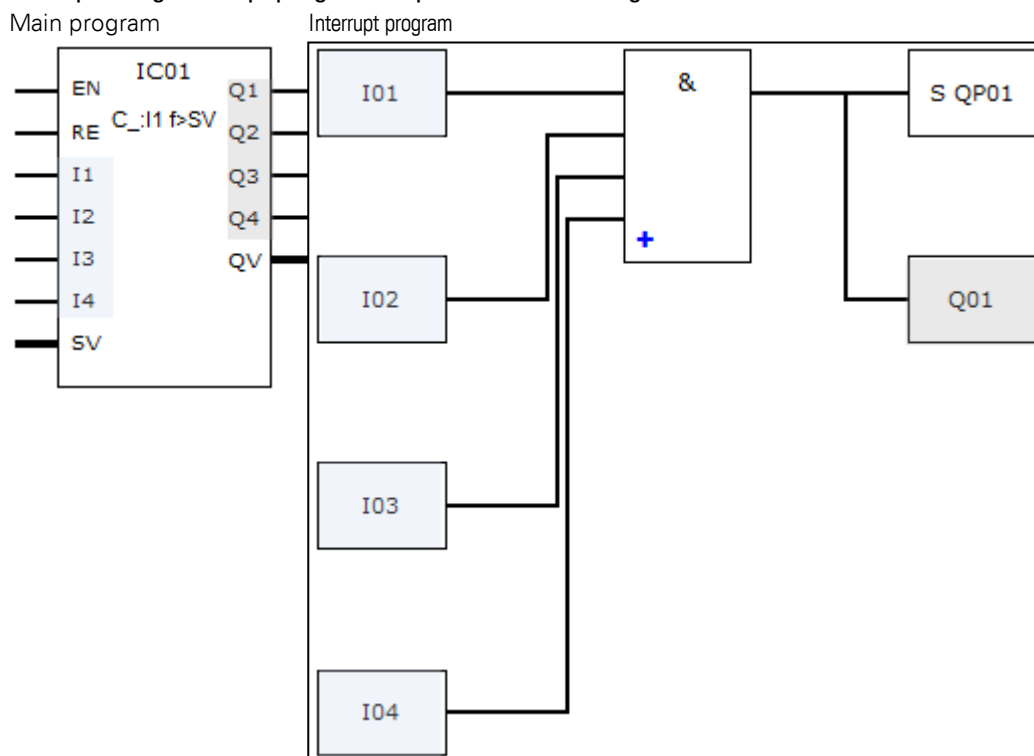 Main program
Interrupt program
IC01
C_:I1 f>SV
EN
RE
I1
I2
I3
I4
SV
Q1
Q2
Q3
Q4
QV
I01
I02
I03
I04
&
+
S QP01
Q01